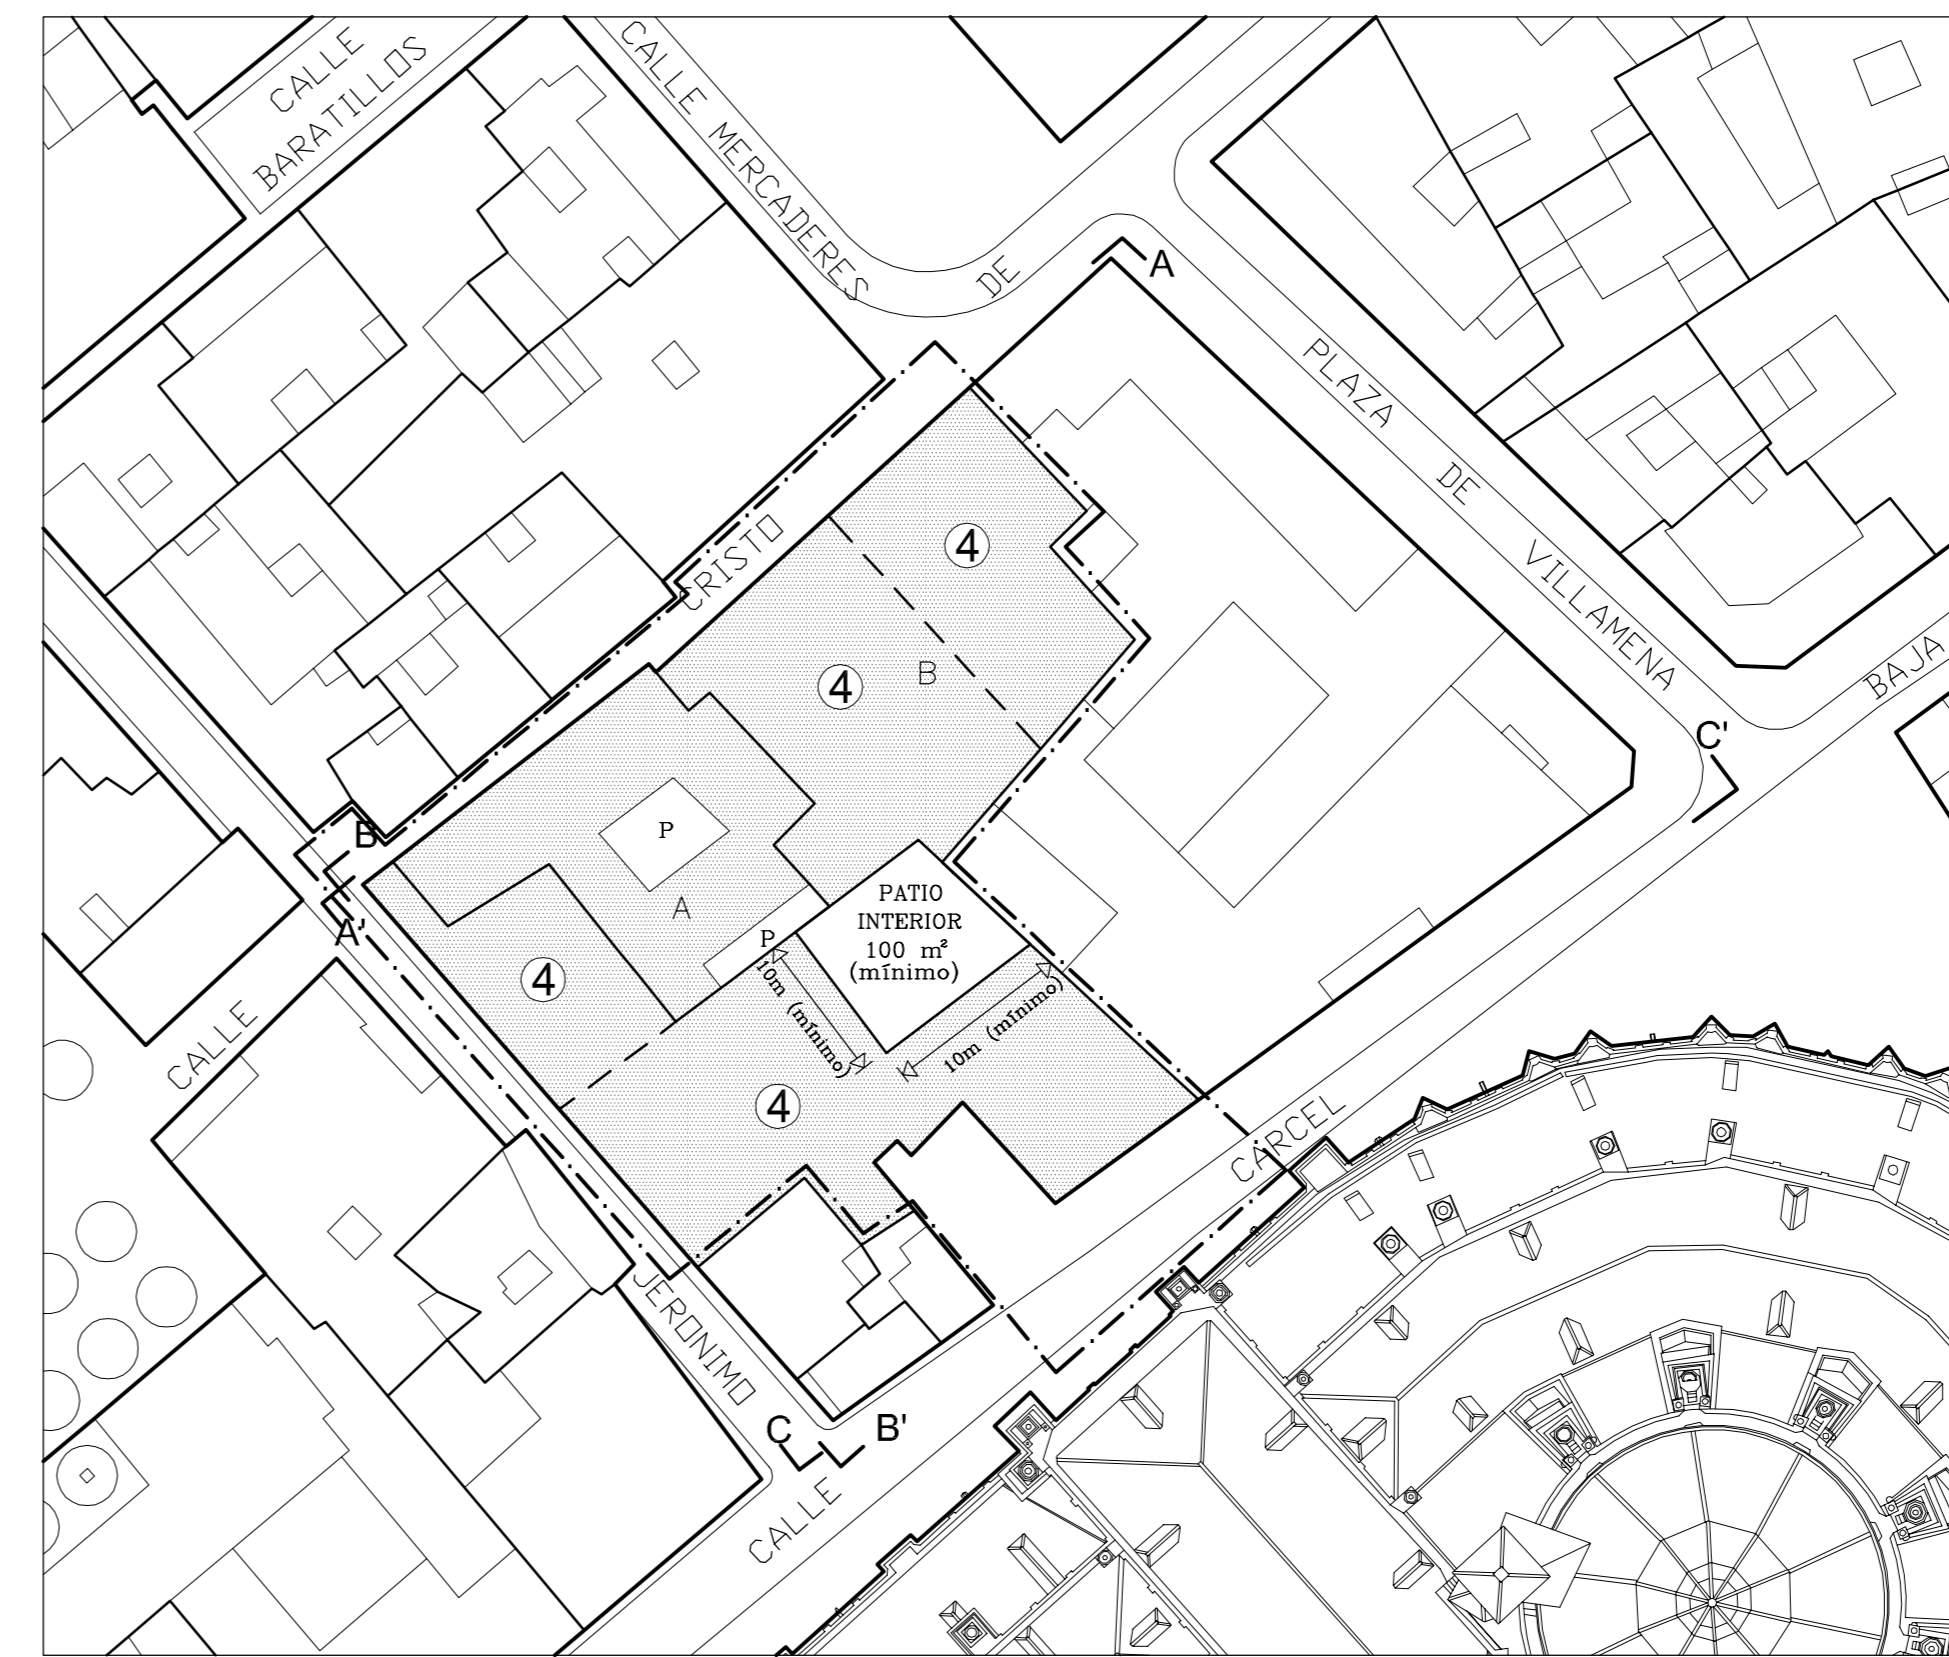 CALLE
BARATILLOS
CALLE MERCADERES
DE
A
PLAZA
DE
VILLAMENA
BAJA
C'
CRISTO
4
4
B
B
A'
P
A
P
4
PATIO
INTERIOR
100 m²
(mínimo)
10m (mínimo)
10m (mínimo)
4
CALLE
CARCEL
JERONIMO
C
B'
CALLE